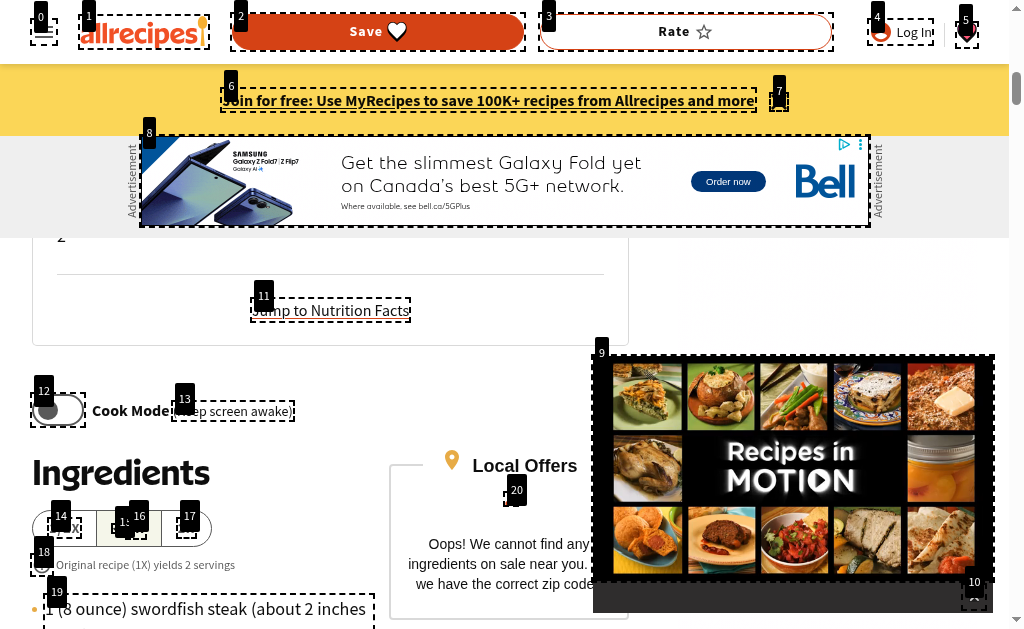 allrecipes
Save
Rate
Log In
Join for free: Use MyRecipes to save 100K+ recipes from Allrecipes and more
Advertisement
SAMSUNG
Galaxy Z Fold7 | Z Flip7
Galaxy AI
Get the slimmest Galaxy Fold yet
on Canada's best 5G+ network.
Where available, see bell.ca/5GPlus
Order now
Bell
Advertisement
2
Jump to Nutrition Facts
Cook Mode (Keep screen awake)
Recipes in
MOTION
Ingredients
Local Offers
Original recipe (1X) yields 2 servings
Oops! We cannot find any
ingredients on sale near you.
we have the correct zip code
1 (8 ounce) swordfish steak (about 2 inches
0
1
2
3
4
5
6
7
8
9
10
11
12
13
14
16
17
18
19
20